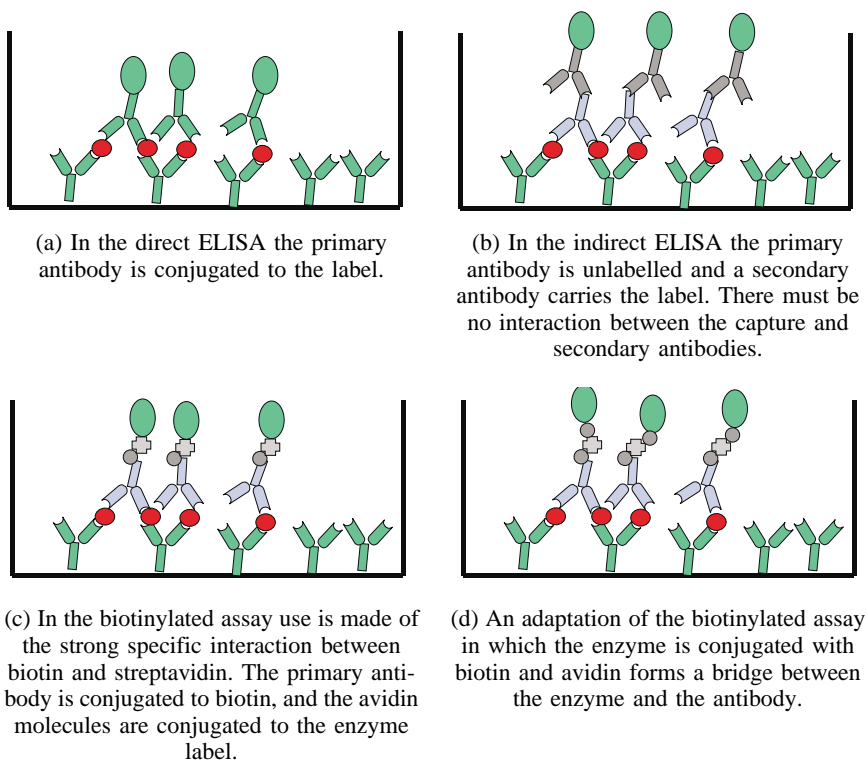 (a) In the direct ELISA the primary
antibody is conjugated to the label.
(b) In the indirect ELISA the primary
antibody is unlabelled and a secondary
antibody carries the label. There must be
no interaction between the capture and
secondary antibodies.
(c) In the biotinylated assay use is made of
the strong specific interaction between
biotin and streptavidin. The primary anti-
body is conjugated to biotin, and the avidin
molecules are conjugated to the enzyme
label.
(d) An adaptation of the biotinylated assay
in which the enzyme is conjugated with
biotin and avidin forms a bridge between
the enzyme and the antibody.